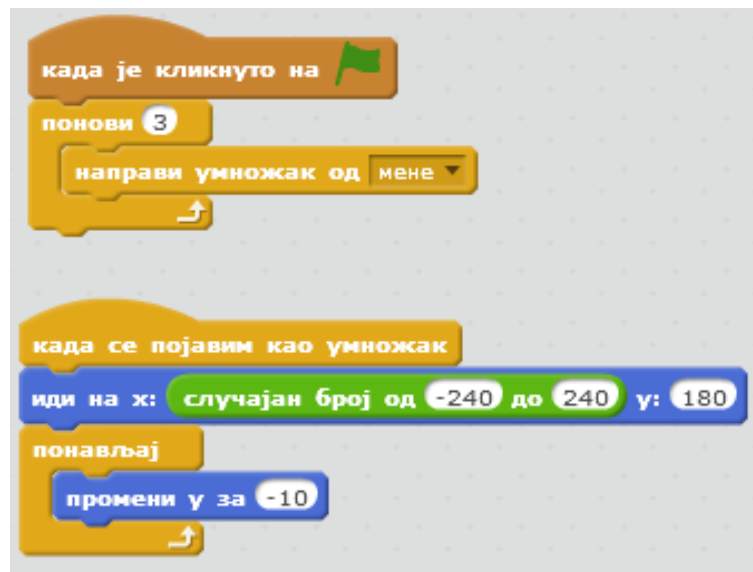 када је кликнуто на
понови 3
направи умножак од мене
када се појавим као умножак
иди на x: случајан број од -240 до 240 y: 180
понављај
промени y за -10